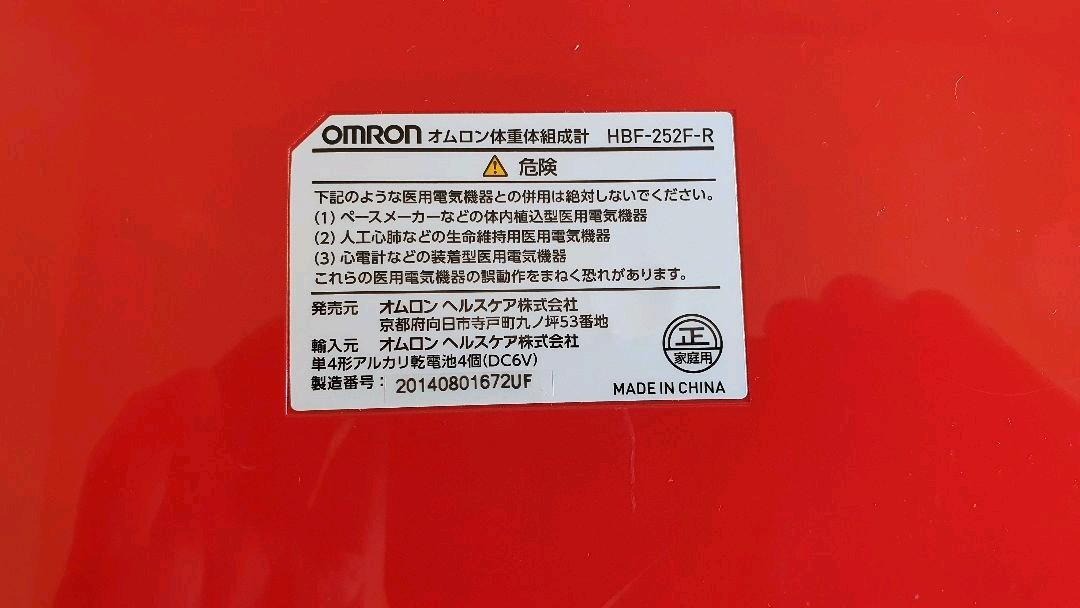 OMRON オムロン体重体組成計 HBF-252F-R
危険
下記のような医用電気機器との併用は絶対しないでください。
(1) ペースメーカーなどの体内植込型医用電気機器
(2) 人工心肺などの生命維持用医用電気機器
(3) 心電計などの装着型医用電気機器
これらの医用電気機器の誤動作をまねく恐れがあります。
発売元 オムロン ヘルスケア株式会社
京都府向日市寺戸町九ノ坪53番地
輸入元 オムロン ヘルスケア株式会社
単4形アルカリ乾電池4個(DC6V)
製造番号: 20140801672UF
正
家庭用
MADE IN CHINA